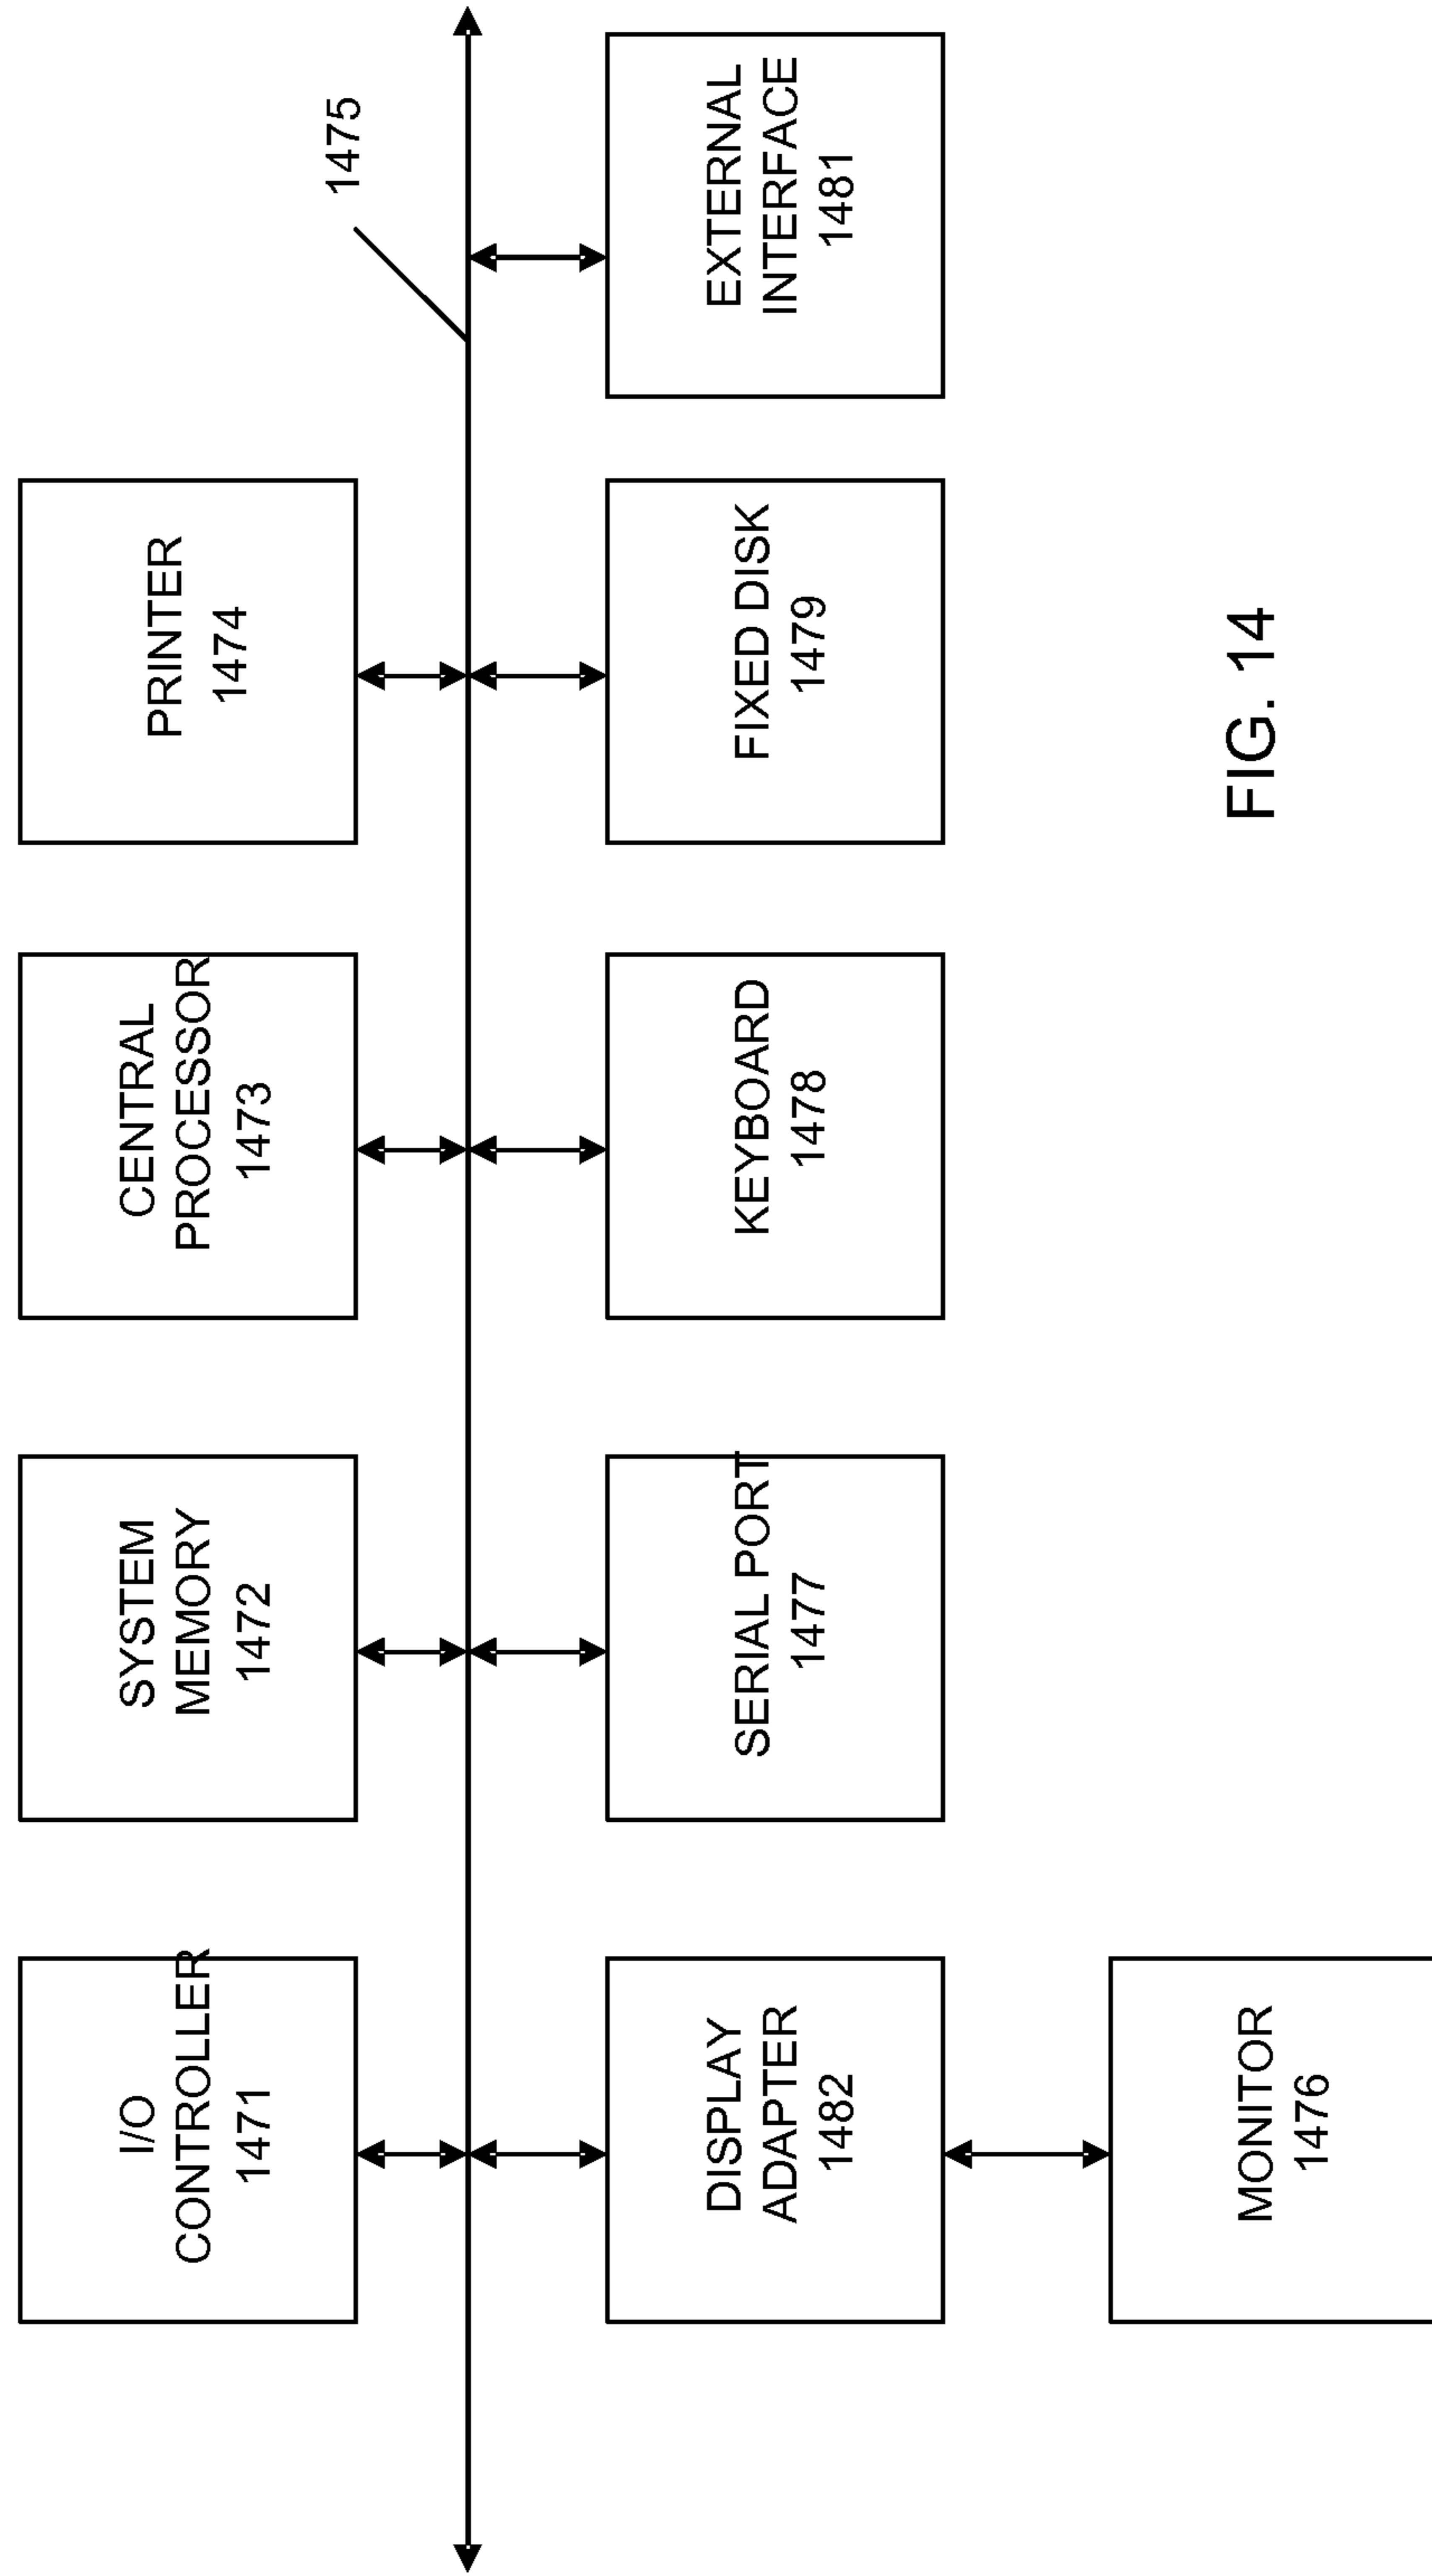 I/O
CONTROLLER
1471
SYSTEM
MEMORY
1472
CENTRAL
PROCESSOR
1473
PRINTER
1474
1475
DISPLAY
ADAPTER
1482
SERIAL PORT
1477
KEYBOARD
1478
FIXED DISK
1479
EXTERNAL
INTERFACE
1481
MONITOR
1476
FIG. 14